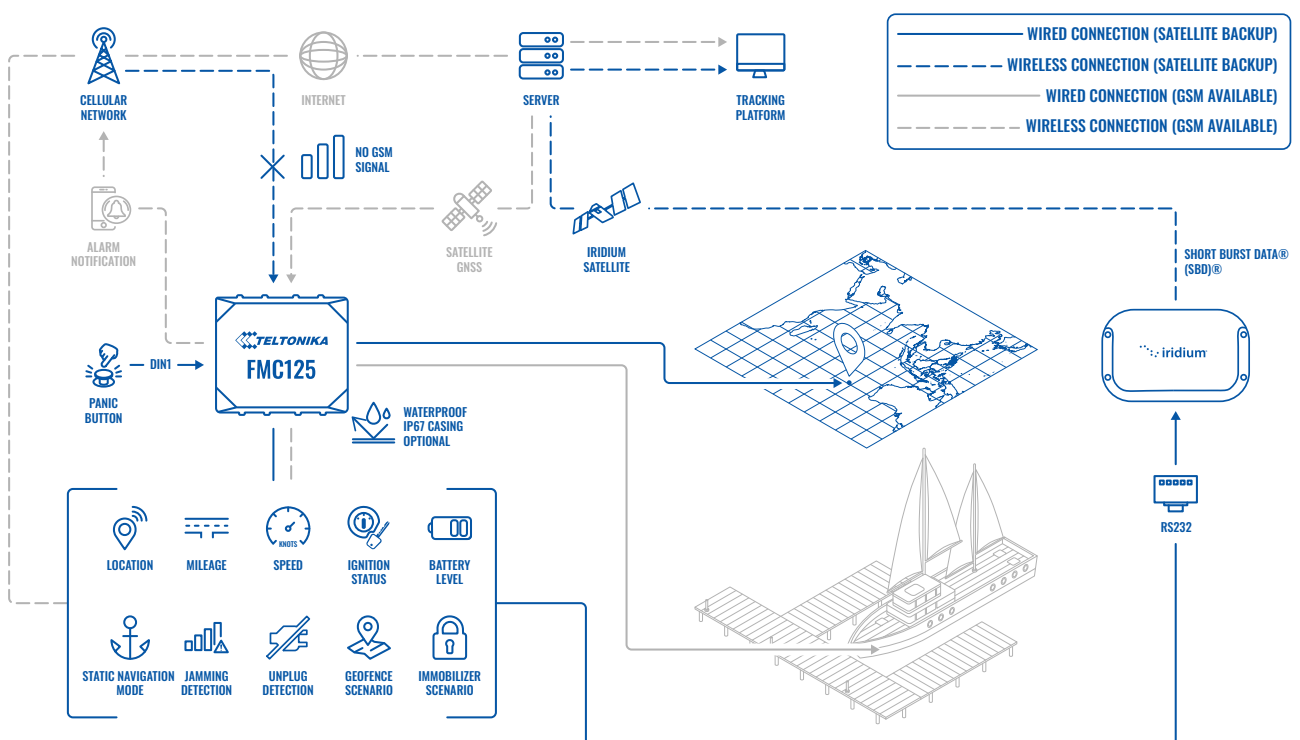 WIRED CONNECTION (SATELLITE BACKUP)
WIRELESS CONNECTION (SATELLITE BACKUP)
WIRED CONNECTION (GSM AVAILABLE)
WIRELESS CONNECTION (GSM AVAILABLE)
CELLULAR
NETWORK
INTERNET
SERVER
TRACKING
PLATFORM
NO GSM
SIGNAL
ALARM
NOTIFICATION
SATELLITE
GNSS
IRIDIUM
SATELLITE
SHORT BURST DATA®
(SBD)®
TELTONIKA
FMC125
iridium
DIN1
PANIC
BUTTON
WATERPROOF
IP67 CASING
OPTIONAL
RS232
KNOTS
LOCATION
MILEAGE
SPEED
IGNITION
STATUS
BATTERY
LEVEL
STATIC NAVIGATION
MODE
JAMMING
DETECTION
UNPLUG
DETECTION
GEOFENCE
SCENARIO
IMMOBILIZER
SCENARIO